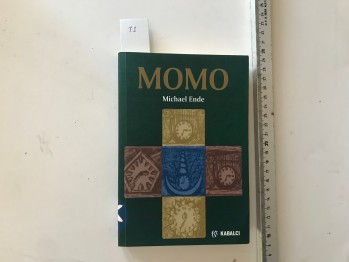 11
MOMO
Michael Ende
KABALCI